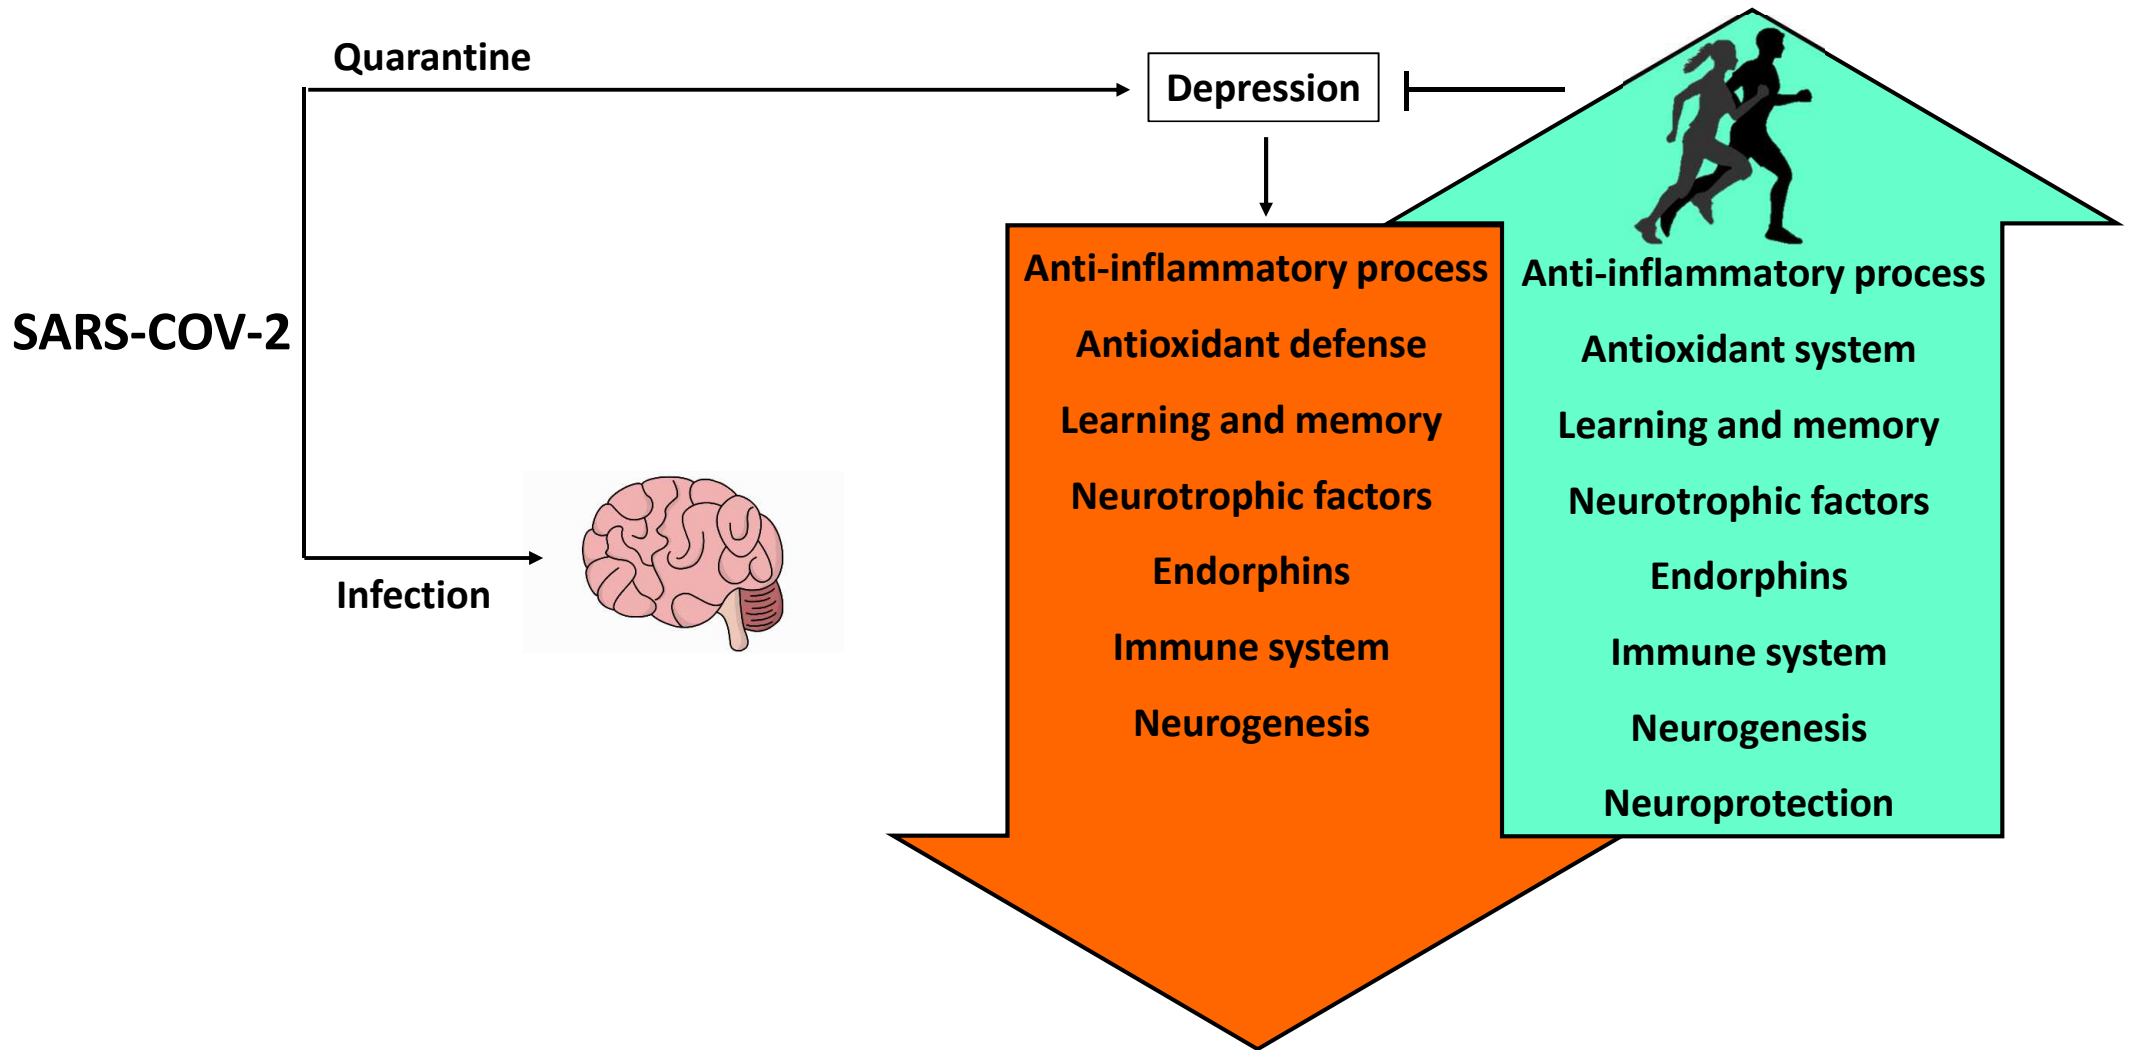 Quarantine
Depression
SARS-COV-2
Infection
Anti-inflammatory process
Antioxidant defense
Learning and memory
Neurotrophic factors
Endorphins
Immune system
Neurogenesis
Anti-inflammatory process
Antioxidant system
Learning and memory
Neurotrophic factors
Endorphins
Immune system
Neurogenesis
Neuroprotection